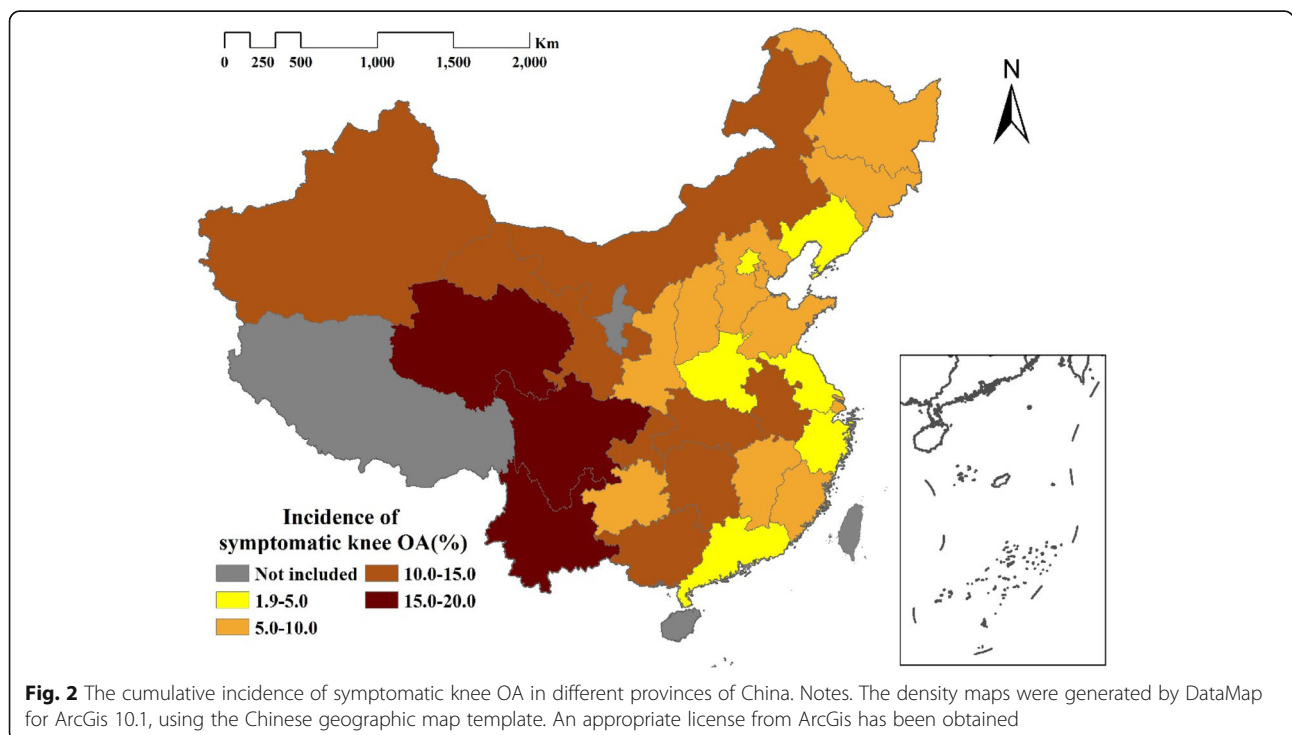 Km
0 250 500 1,000 1,500 2,000
N
Incidence of
symptomatic knee OA(%)
Not included 10.0-15.0
1.9-5.0 15.0-20.0
5.0-10.0
Fig. 2 The cumulative incidence of symptomatic knee OA in different provinces of China. Notes. The density maps were generated by DataMap
for ArcGis 10.1, using the Chinese geographic map template. An appropriate license from ArcGis has been obtained